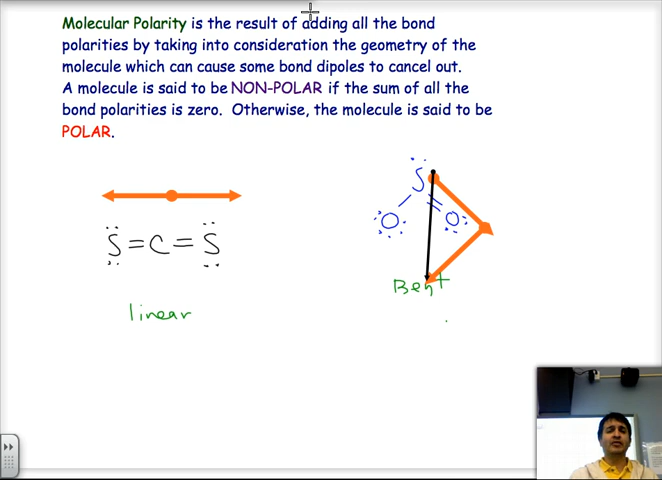 Molecular Polarity is the result of adding all the bond
polarities by taking into consideration the geometry of the
molecule which can cause some bond dipoles to cancel out.
A molecule is said to be NON-POLAR if the sum of all the
bond polarities is zero. Otherwise, the molecule is said to be
POLAR.
S=C=S
linear
S
O O
Bent